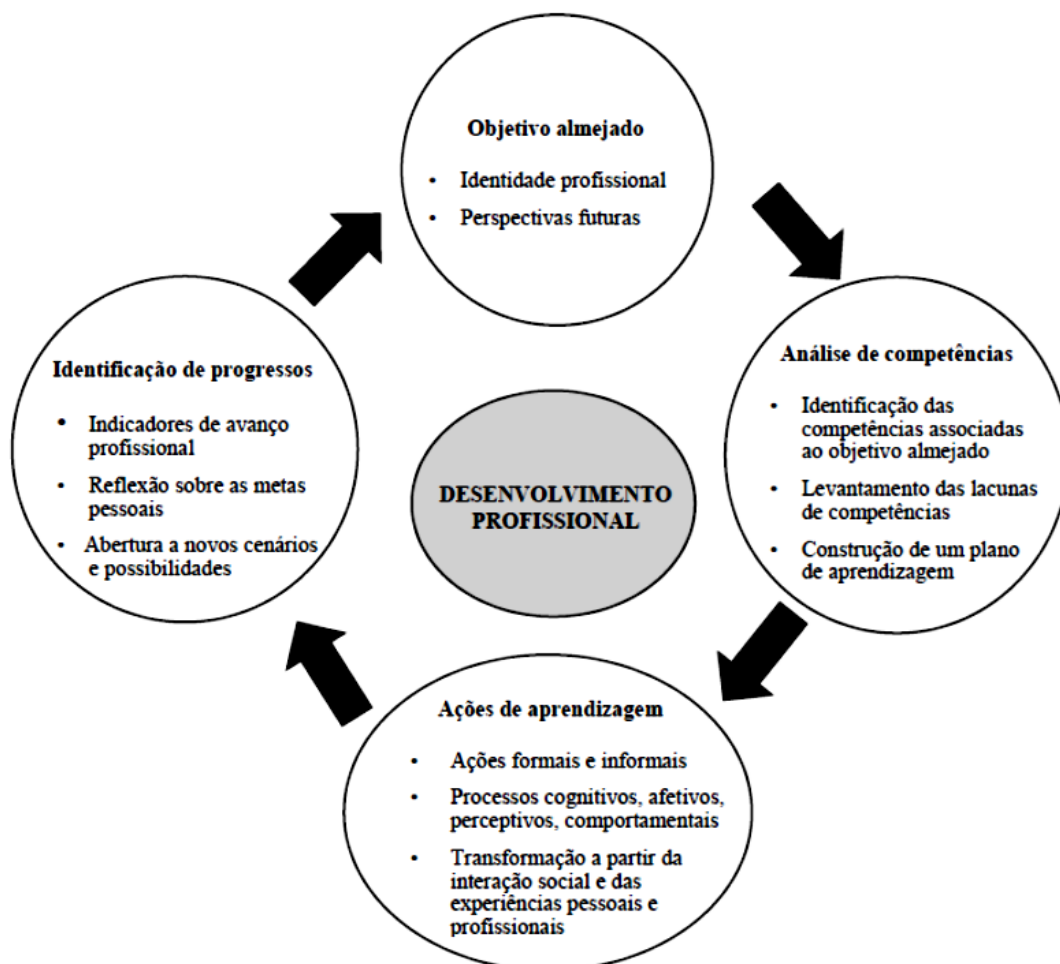 Objetivo almejado
• Identidade profissional
• Perspectivas futuras
Análise de competências
• Identificação das
competências associadas
ao objetivo almejado
• Levantamento das lacunas
de competências
• Construção de um plano
de aprendizagem
Ações de aprendizagem
• Ações formais e informais
• Processos cognitivos, afetivos,
perceptivos, comportamentais
• Transformação a partir da
interação social e das
experiências pessoais e
profissionais
Identificação de progressos
• Indicadores de avanço
profissional
• Reflexão sobre as metas
pessoais
• Abertura a novos cenários
e possibilidades
DESENVOLVIMENTO
PROFISSIONAL